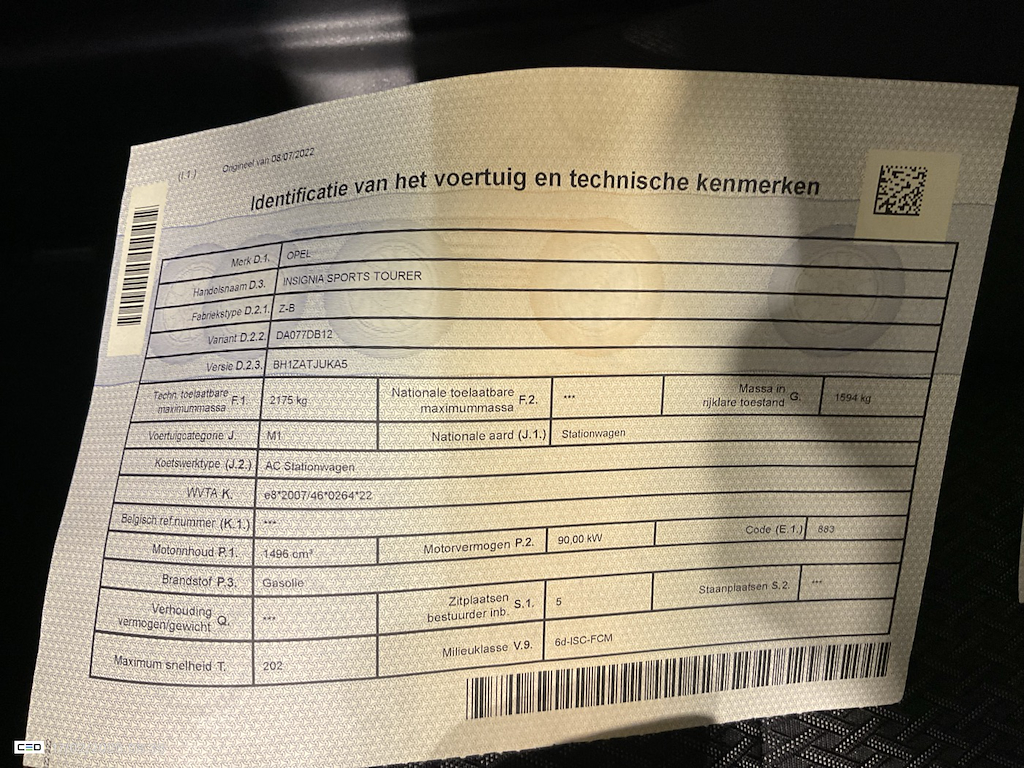 (I.1.) Origineel van 08/07/2022
Identificatie van het voertuig en technische kenmerken
Merk D.1. OPEL
Handelsnaam D.3. INSIGNIA SPORTS TOURER
Fabriekstype D.2.1. Z-B
Variant D.2.2. DA077DB12
Versie D.2.3. BH1ZATJUKA5
Techn. toelaatbare maximummassa F.1. 2175 kg Nationale toelaatbare maximummassa F.2. *** Massa in rijklare toestand G. 1594 kg
Voertuigcategorie J. M1 Nationale aard (J.1.) Stationwagen
Koetswerktype (J.2.) AC Stationwagen
WVTA K. e8*2007/46*0264*22
Belgisch ref.nummer (K.1.) ***
Motorinhoud P.1. 1496 cm³ Motorvermogen P.2. 90,00 kW Code (E.1.) 883
Brandstof P.3. Gasolie
Verhouding vermogen/gewicht Q. *** Zitplaatsen bestuurder inb. S.1. 5 Staanplaatsen S.2. ***
Maximum snelheid T. 202 Milieuklasse V.9. 6d-ISC-FCM